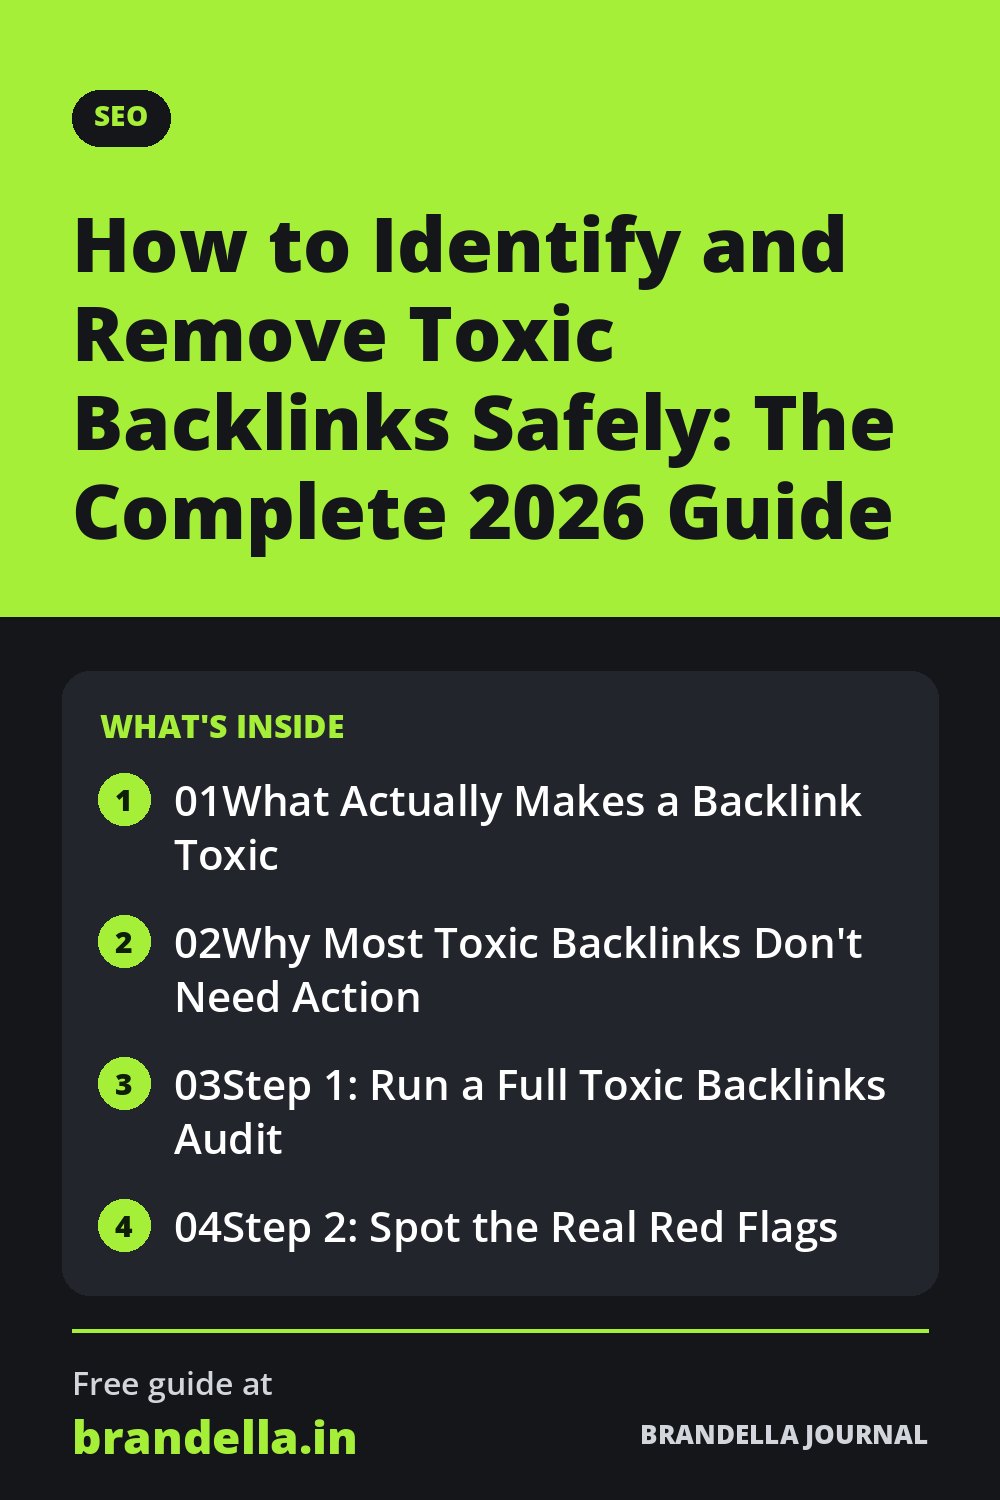 SEO
How to Identify and
Remove Toxic
Backlinks Safely: The
Complete 2026 Guide
WHAT'S INSIDE
1 01What Actually Makes a Backlink
Toxic
2 02Why Most Toxic Backlinks Don't
Need Action
3 03Step 1: Run a Full Toxic Backlinks
Audit
4 04Step 2: Spot the Real Red Flags
Free guide at
brandella.in
BRANDELLA JOURNAL